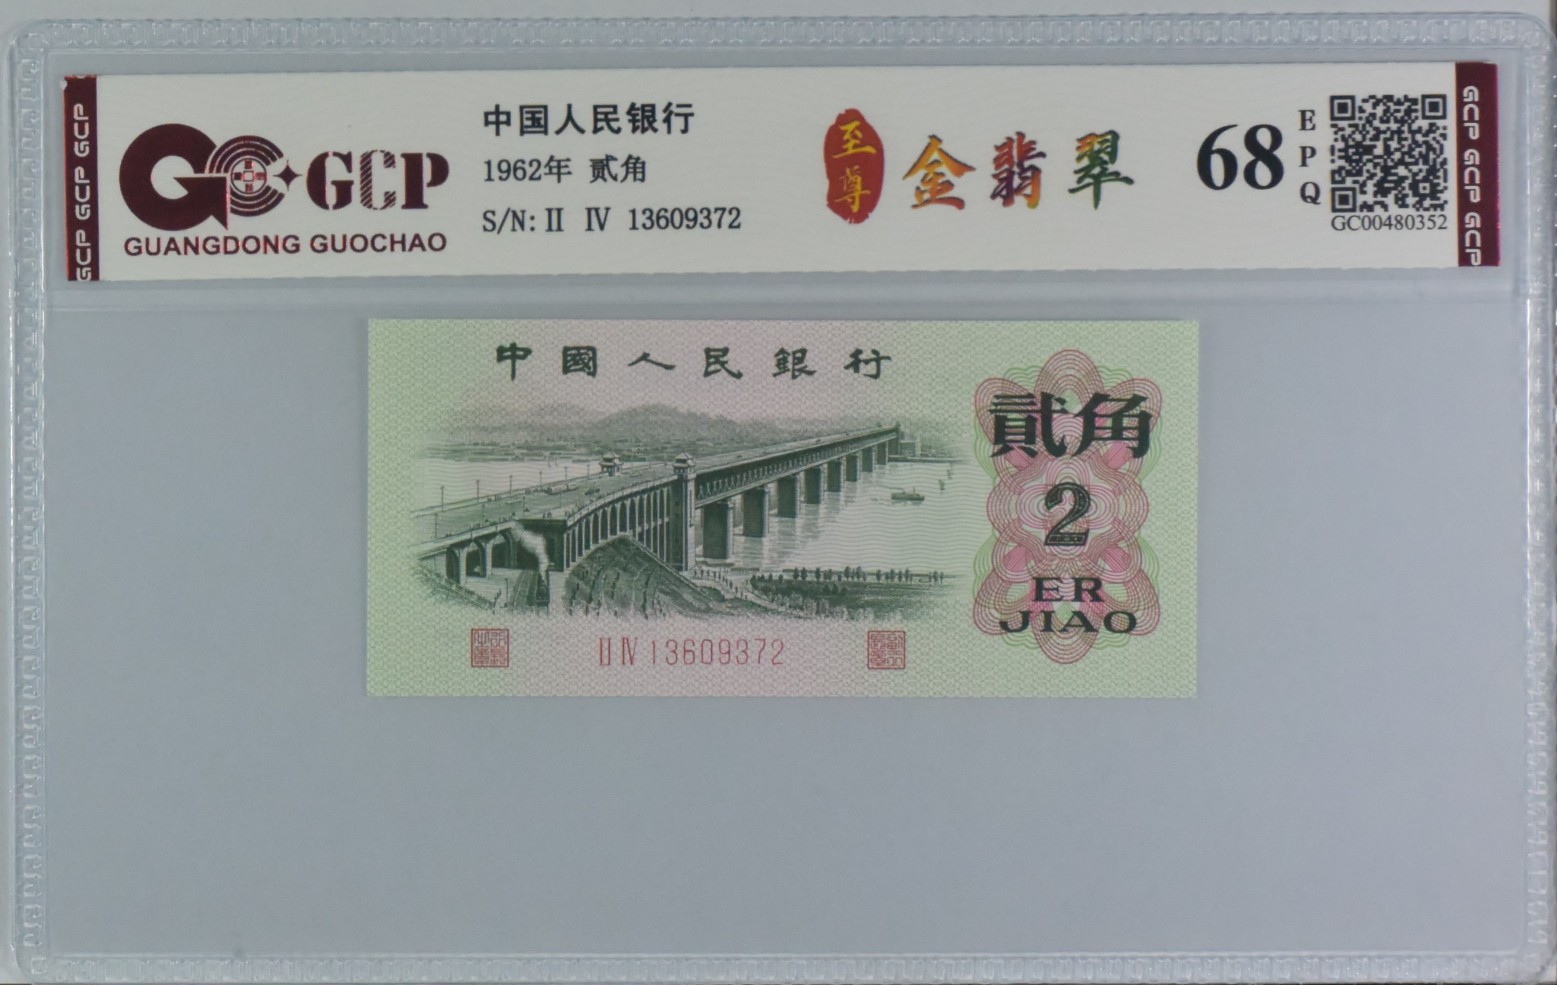 GCP GCP GCP
GCP
GUANGDONG GUOCHAO
中国人民银行
1962年 贰角
S/N: II IV 13609372
至尊
金翡翠
68
EPQ
GC00480352
GCP GCP GCP
中國人民銀行
貳角
2
ER
JIAO
II IV 13609372